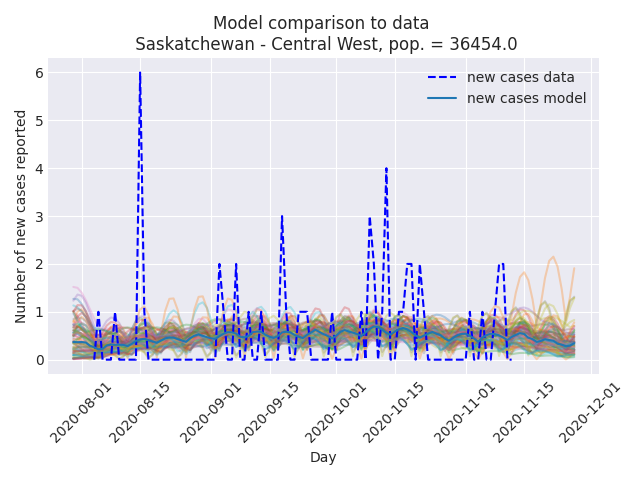 Model comparison to data
Saskatchewan - Central West, pop. = 36454.0
new cases data
new cases model
Number of new cases reported
6
5
4
3
2
1
0
2020-08-01
2020-08-15
2020-09-01
2020-09-15
2020-10-01
2020-10-15
2020-11-01
2020-11-15
2020-12-01
Day